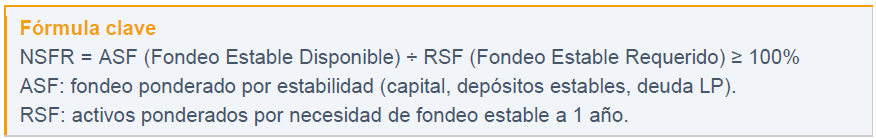 Fórmula clave
NSFR = ASF (Fondeo Estable Disponible) ÷ RSF (Fondeo Estable Requerido) ≥ 100%
ASF: fondeo ponderado por estabilidad (capital, depósitos estables, deuda LP).
RSF: activos ponderados por necesidad de fondeo estable a 1 año.